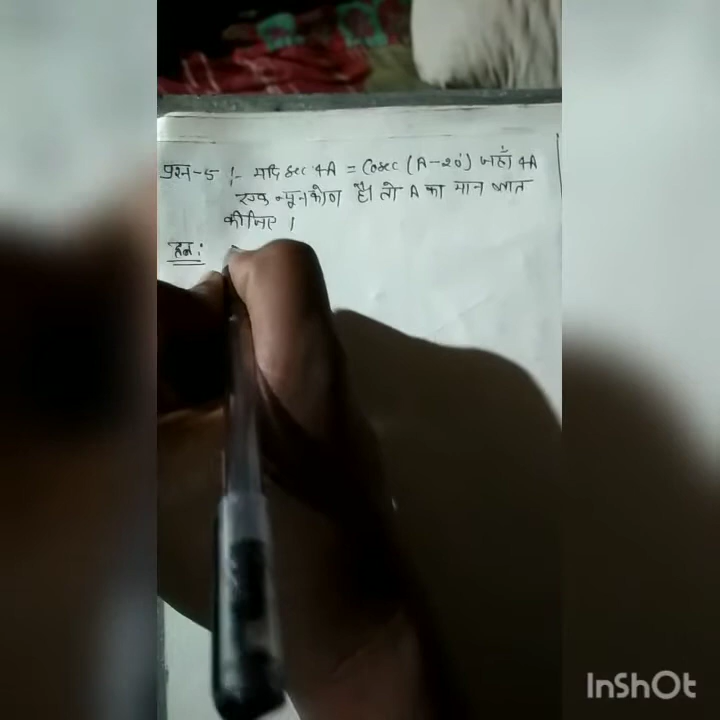 प्रश्न-5 :- यदि sec 4A = Cosec (A-20°) जहाँ 4A
एक न्यूनकोण है। तो A का मान ज्ञात
कीजिए ।
हल:
InShOt